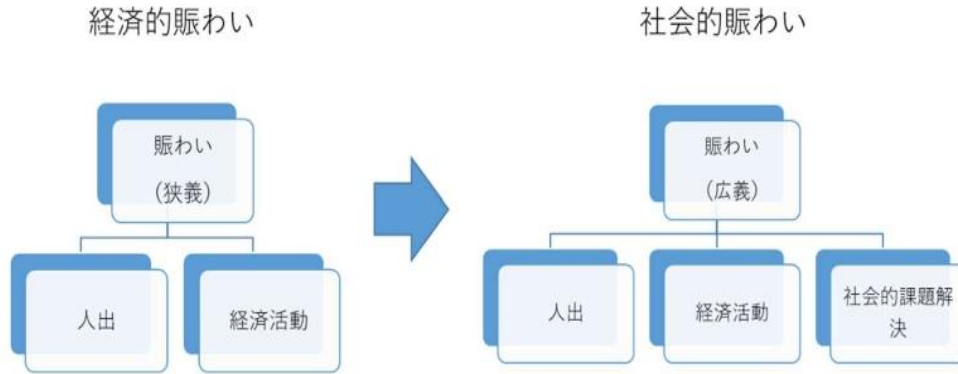 経済的賑わい
社会的賑わい
賑わい
（狭義）
人出
経済活動
賑わい
（広義）
人出
経済活動
社会的課題解
決